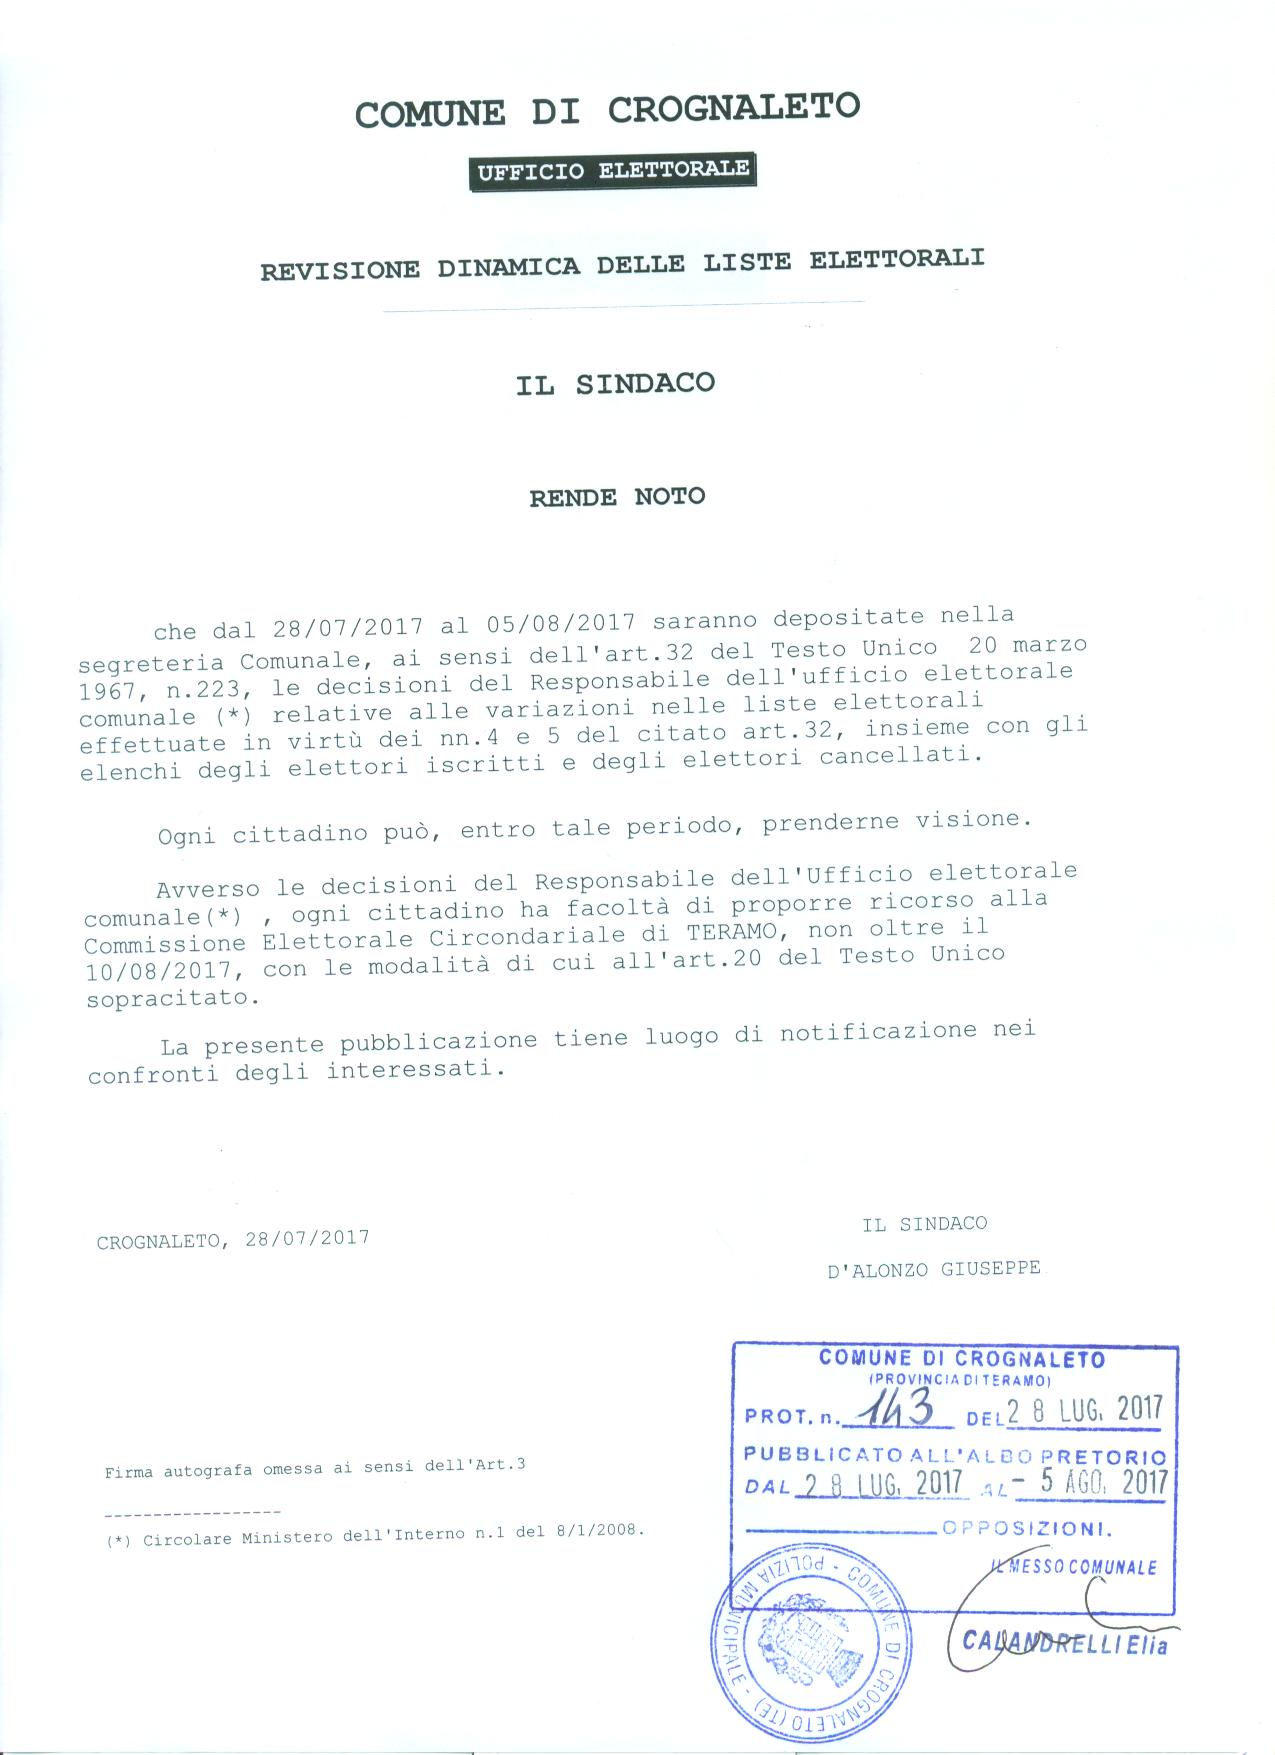 COMUNE DI CROGNALETO
UFFICIO ELETTORALE
REVISIONE DINAMICA DELLE LISTE ELETTORALI
IL SINDACO
RENDE NOTO
che dal 28/07/2017 al 05/08/2017 saranno depositate nella
segreteria Comunale, ai sensi dell'art.32 del Testo Unico 20 marzo
1967, n.223, le decisioni del Responsabile dell'ufficio elettorale
comunale (*) relative alle variazioni nelle liste elettorali
effettuate in virtù dei nn.4 e 5 del citato art.32, insieme con gli
elenchi degli elettori iscritti e degli elettori cancellati.
Ogni cittadino può, entro tale periodo, prenderne visione.
Avverso le decisioni del Responsabile dell'Ufficio elettorale
comunale(*) , ogni cittadino ha facoltà di proporre ricorso alla
Commissione Elettorale Circondariale di TERAMO, non oltre il
10/08/2017, con le modalità di cui all'art.20 del Testo Unico
sopracitato.
La presente pubblicazione tiene luogo di notificazione nei
confronti degli interessati.
CROGNALETO, 28/07/2017
IL SINDACO
D'ALONZO GIUSEPPE
COMUNE DI CROGNALETO
(PROVINCIA DI TERAMO)
PROT. n. 143 DEL 28 LUG. 2017
PUBBLICATO ALL'ALBO PRETORIO
DAL 28 LUG. 2017 AL - 5 AGO. 2017
OPPOSIZIONI.
IL MESSO COMUNALE
CALANDRELLI Elia
Firma autografa omessa ai sensi dell'Art.3
------------------
(*) Circolare Ministero dell'Interno n.1 del 8/1/2008.
COMUNE DI CROGNALETO (TE) - POLIZIA MUNICIPALE -